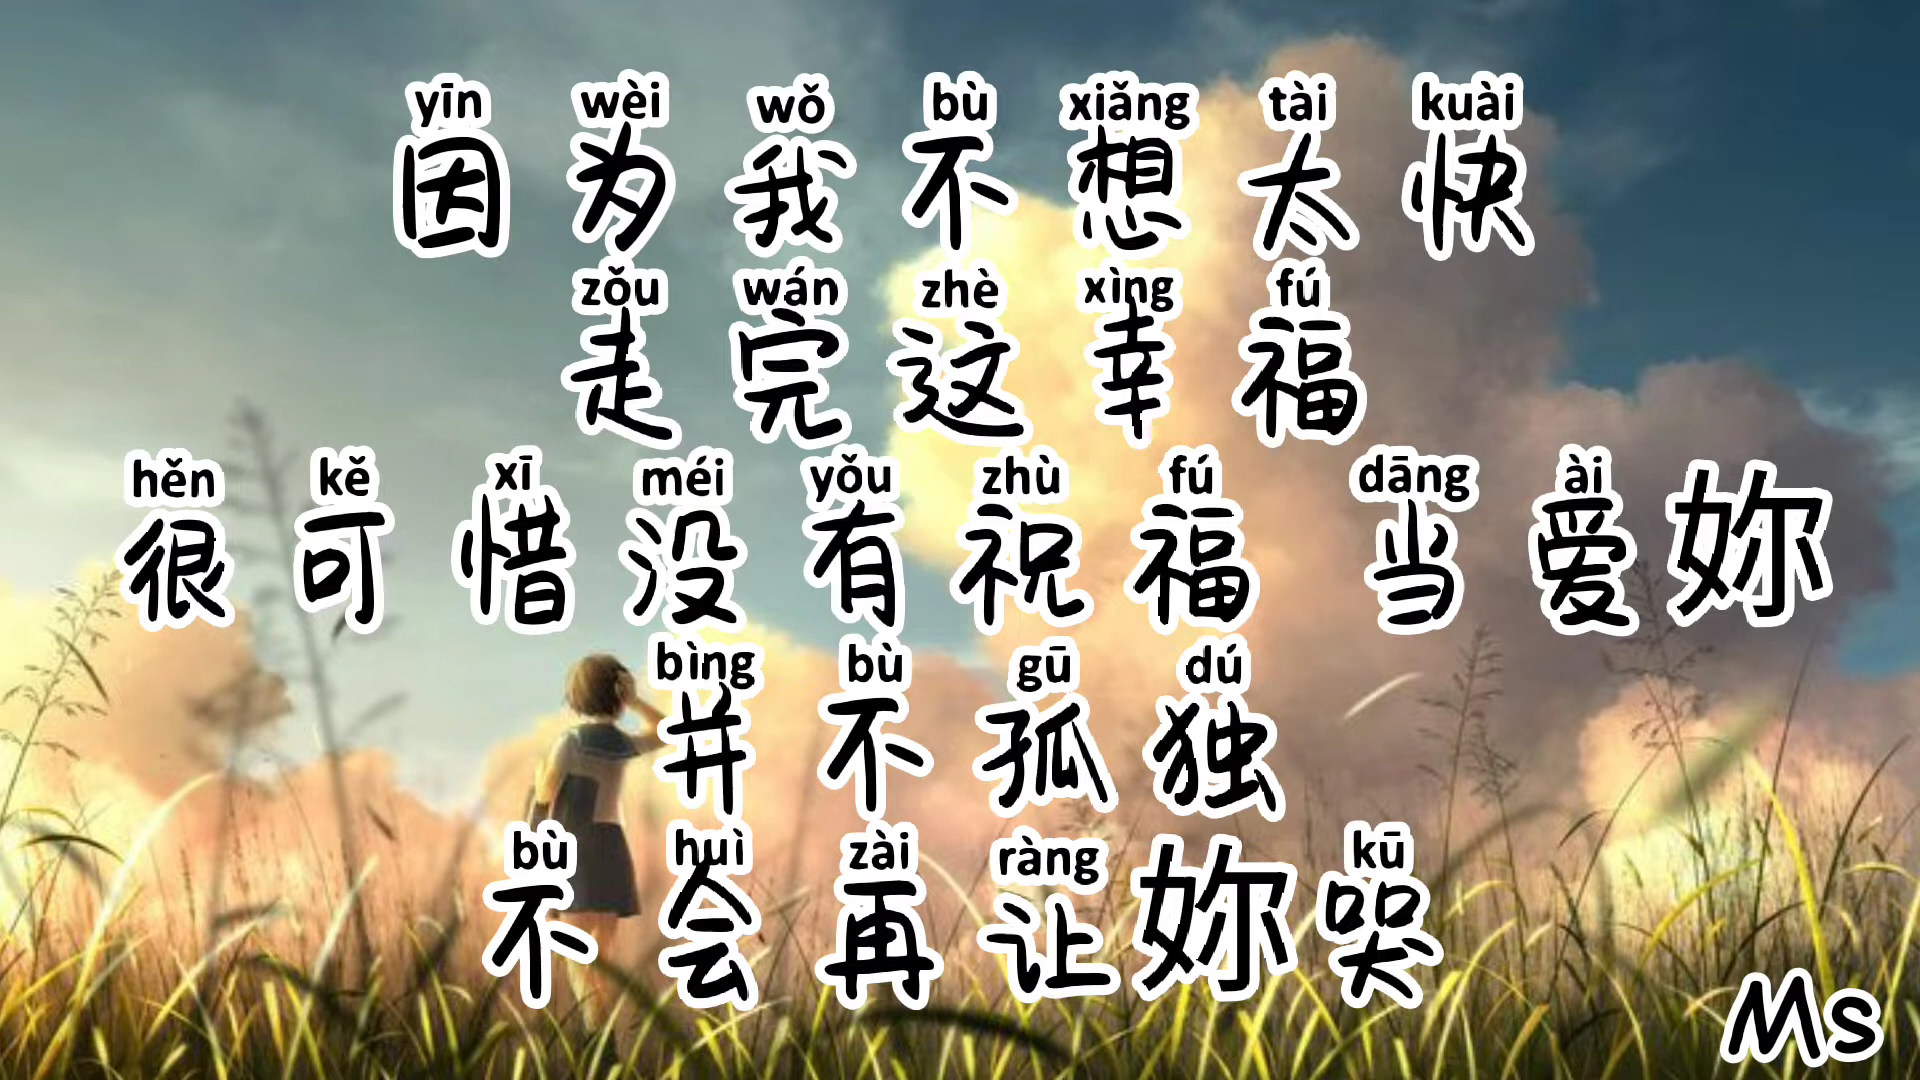 yīn wèi wǒ bù xiǎng tài kuài
因为我不想太快
zǒu wán zhè xìng fú
走完这幸福
hěn kě xī méi yǒu zhù fú dāng ài
很可惜没有祝福 当爱妳
bìng bù gū dú
并不孤独
bù huì zài ràng kū
不会再让妳哭
Ms